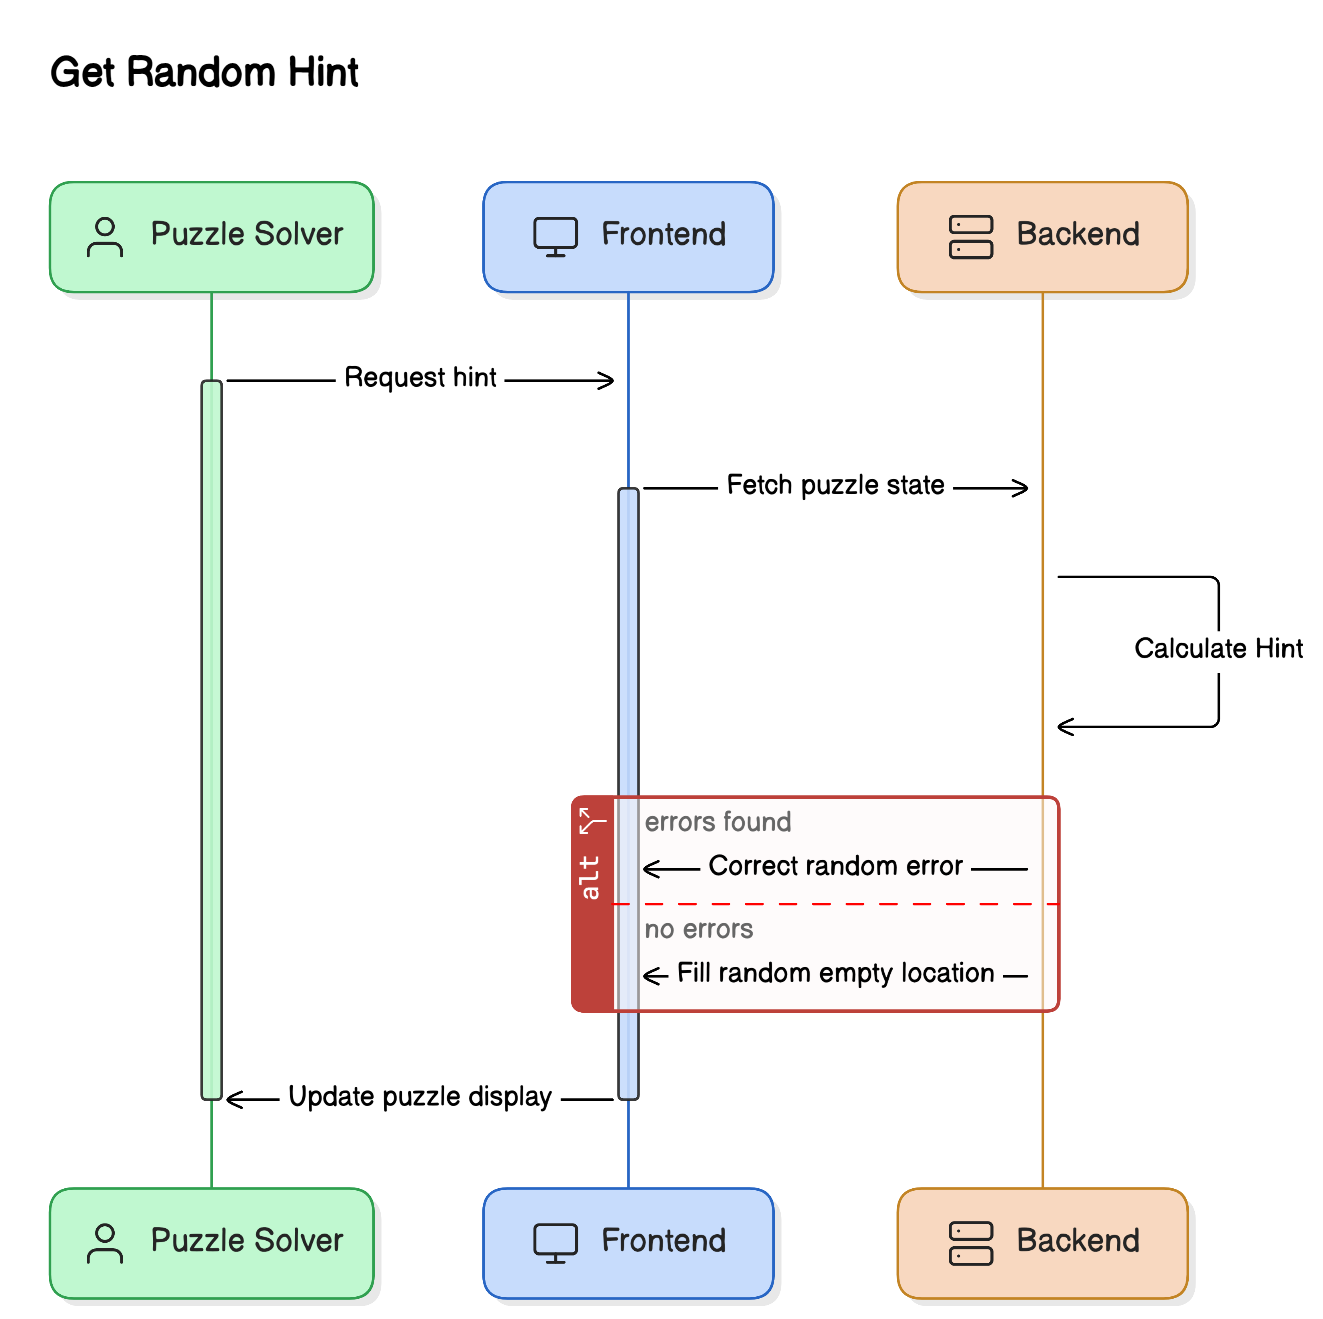 Get Random Hint
Puzzle Solver
Frontend
Backend
Request hint
Fetch puzzle state
Calculate Hint
alt
errors found
Correct random error
no errors
Fill random empty location
Update puzzle display
Puzzle Solver
Frontend
Backend